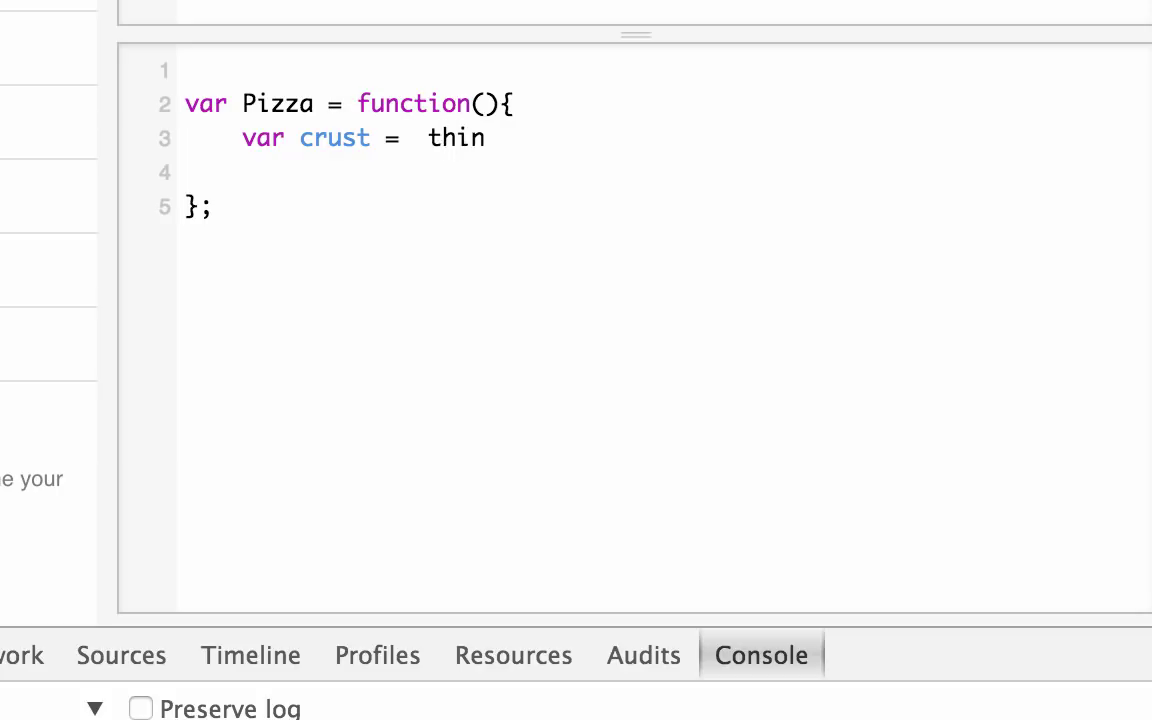 1
2 var Pizza = function(){
3     var crust =  thin
4
5 };
e your
Sources Timeline Profiles Resources Audits Console
Preserve log